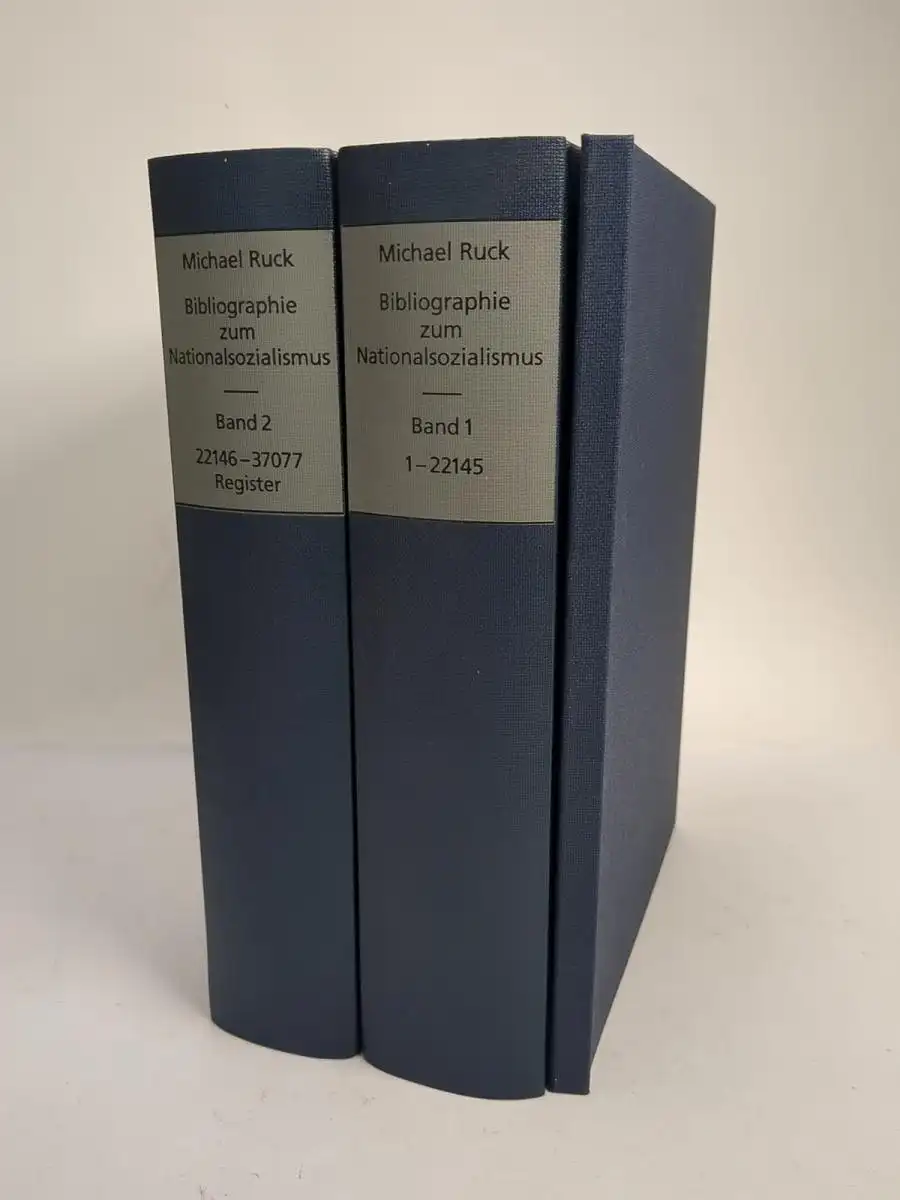 Michael Ruck
Bibliographie
zum
Nationalsozialismus
Band 2
22146–37077
Register
Michael Ruck
Bibliographie
zum
Nationalsozialismus
Band 1
1–22145